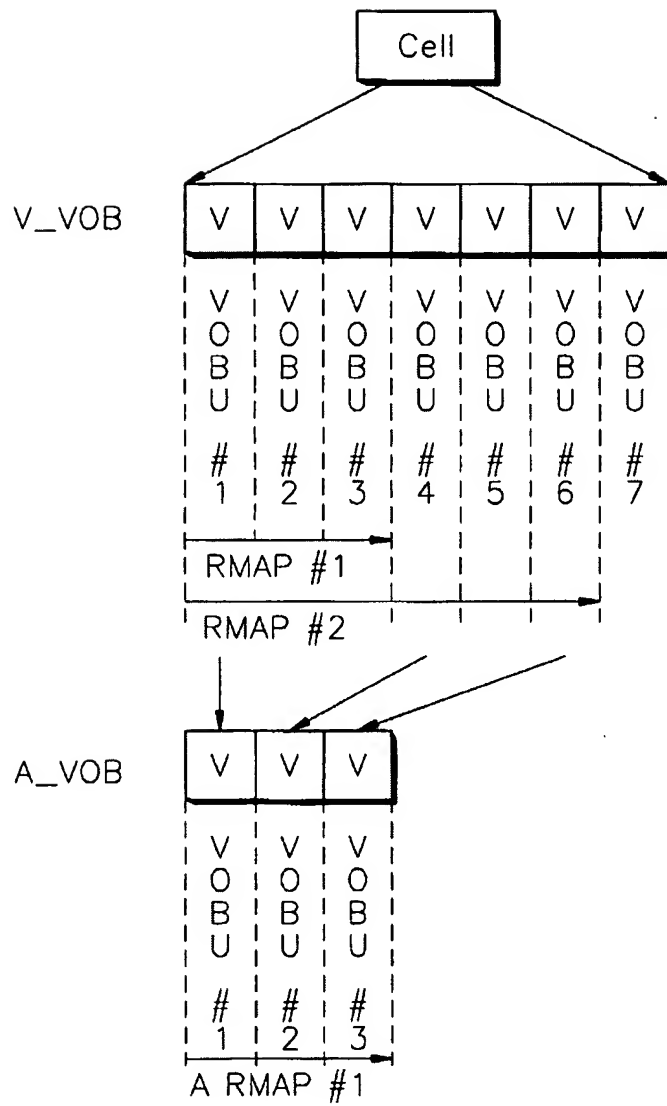 Cell
V_VOB V V V V V V V
VOBU #1 VOBU #2 VOBU #3 VOBU #4 VOBU #5 VOBU #6 VOBU #7
RMAP #1
RMAP #2
A_VOB V V V
VOBU #1 VOBU #2 VOBU #3
A RMAP #1